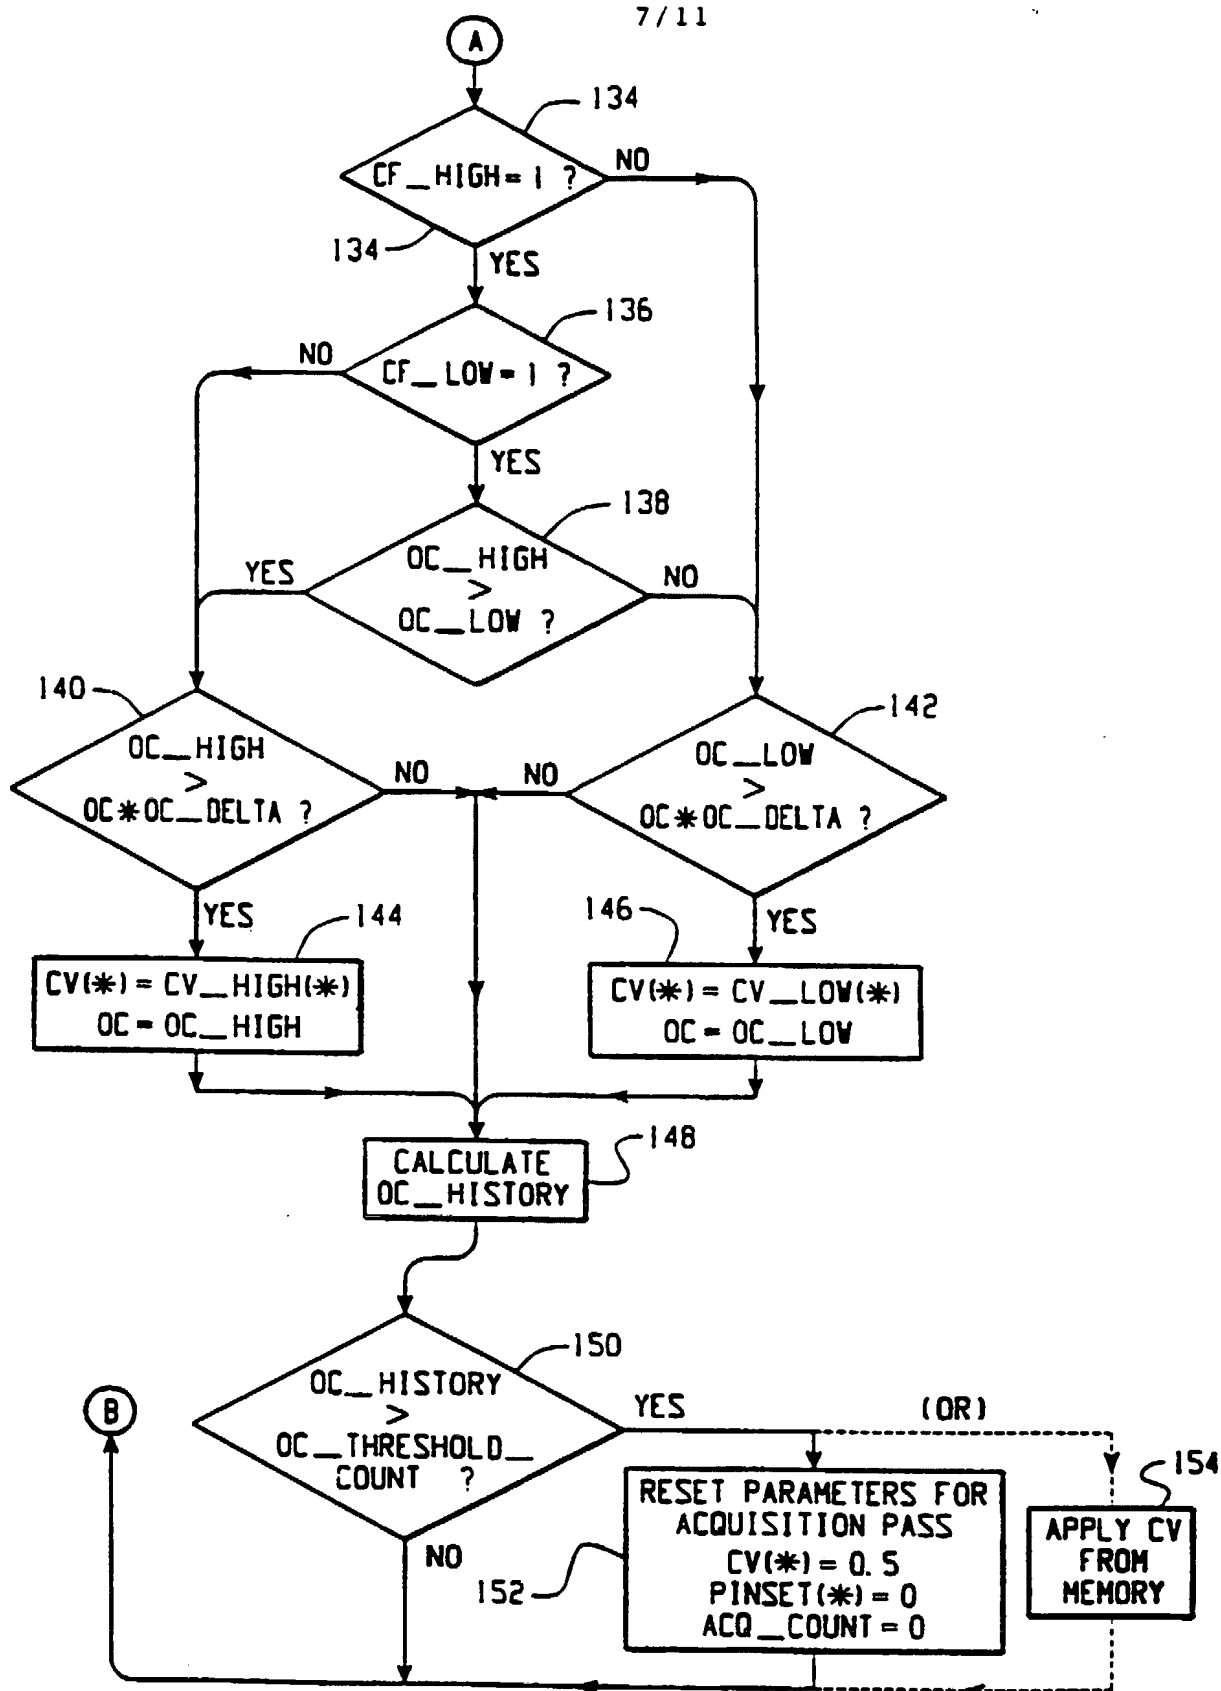 7/11
A
134
CF_HIGH=1 ?
NO
134
YES
136
NO
CF_LOW=1 ?
YES
138
OC_HIGH
>
OC_LOW ?
YES
NO
140
OC_HIGH
>
OC*OC_DELTA ?
NO
142
OC_LOW
>
OC*OC_DELTA ?
NO
YES
144
CV(*)=CV_HIGH(*)
OC=OC_HIGH
YES
146
CV(*)=CV_LOW(*)
OC=OC_LOW
148
CALCULATE
OC_HISTORY
150
OC_HISTORY
>
OC_THRESHOLD_
COUNT ?
B
YES
(OR)
NO
152
RESET PARAMETERS FOR
ACQUISITION PASS
CV(*)=0.5
PINSET(*)=0
ACQ_COUNT=0
154
APPLY CV
FROM
MEMORY